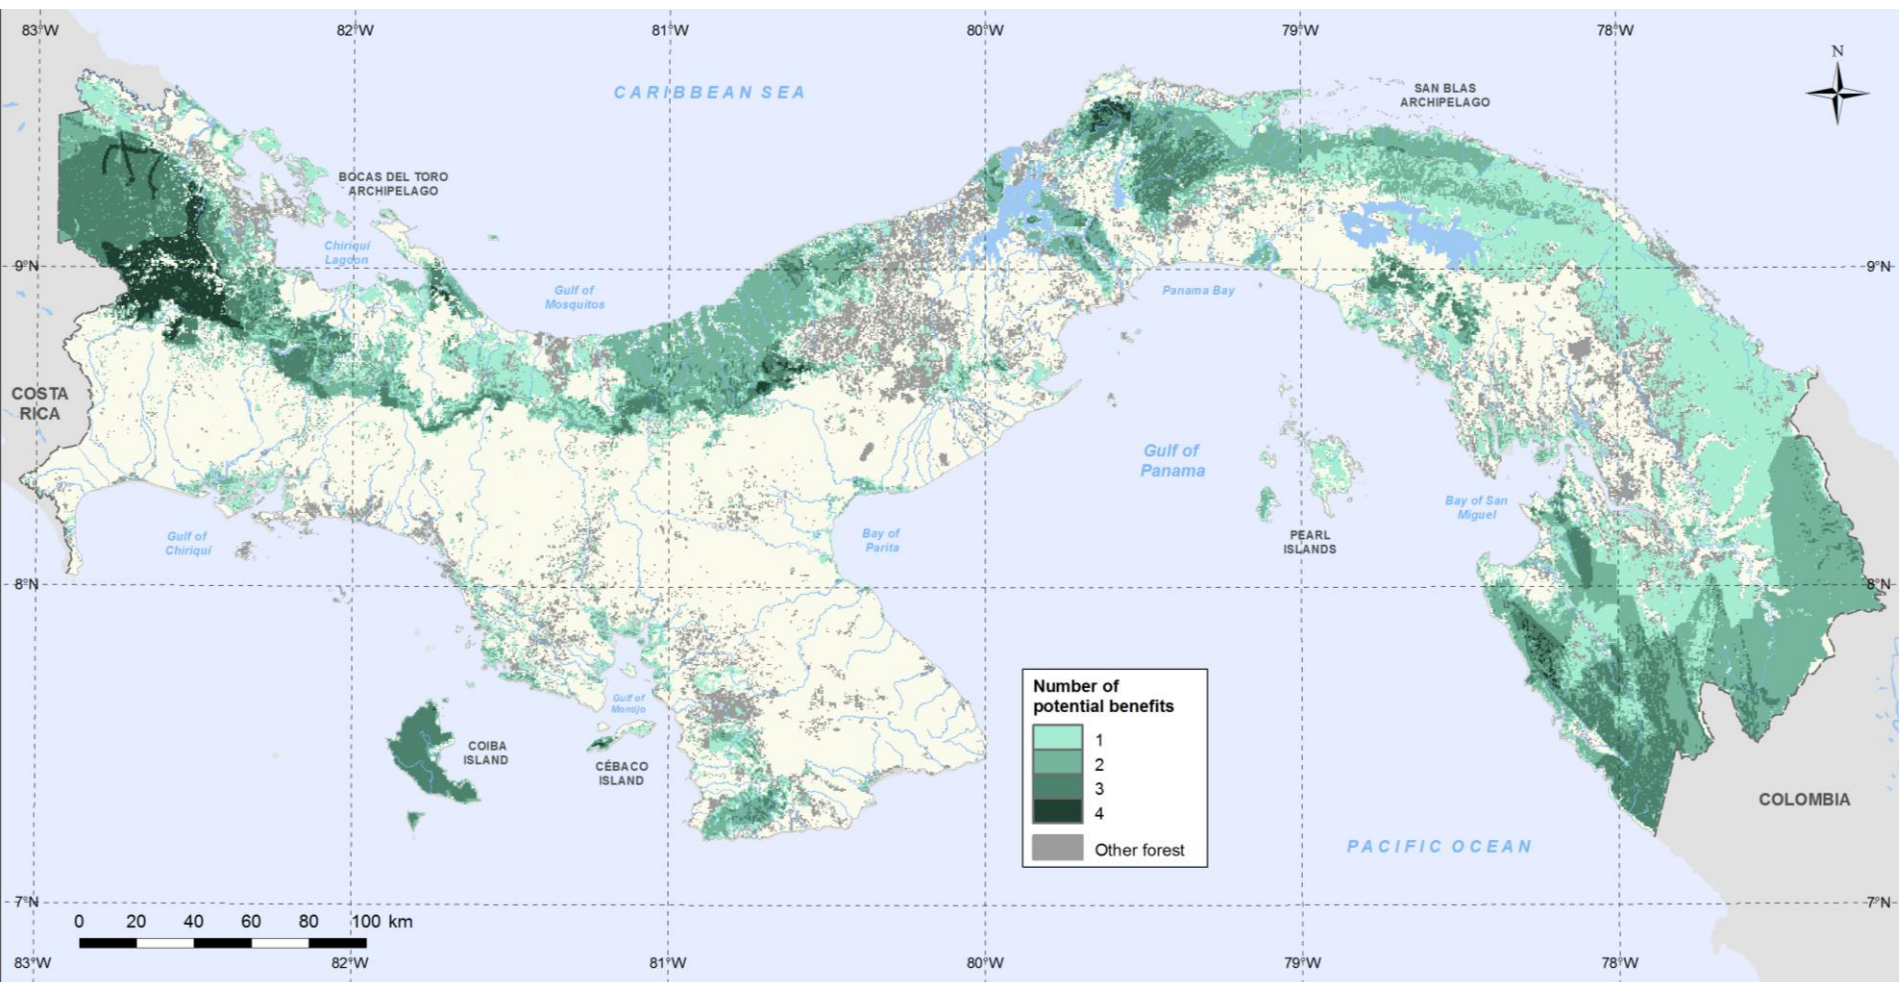 83°W
82°W
81°W
80°W
79°W
78°W
N
CARIBBEAN SEA
SAN BLAS
ARCHIPELAGO
BOCAS DEL TORO
ARCHIPELAGO
Chiriquí
Lagoon
9°N
9°N
Gulf of
Mosquitos
Panama Bay
COSTA
RICA
Gulf of
Panama
Bay of San
Miguel
Gulf of
Chiriquí
Bay of
Parita
PEARL
ISLANDS
8°N
8°N
Gulf of
Montijo
COIBA
ISLAND
CÉBACO
ISLAND
Number of
potential benefits
1
2
3
4
Other forest
COLOMBIA
PACIFIC OCEAN
7°N
7°N
0 20 40 60 80 100 km
83°W
82°W
81°W
80°W
79°W
78°W